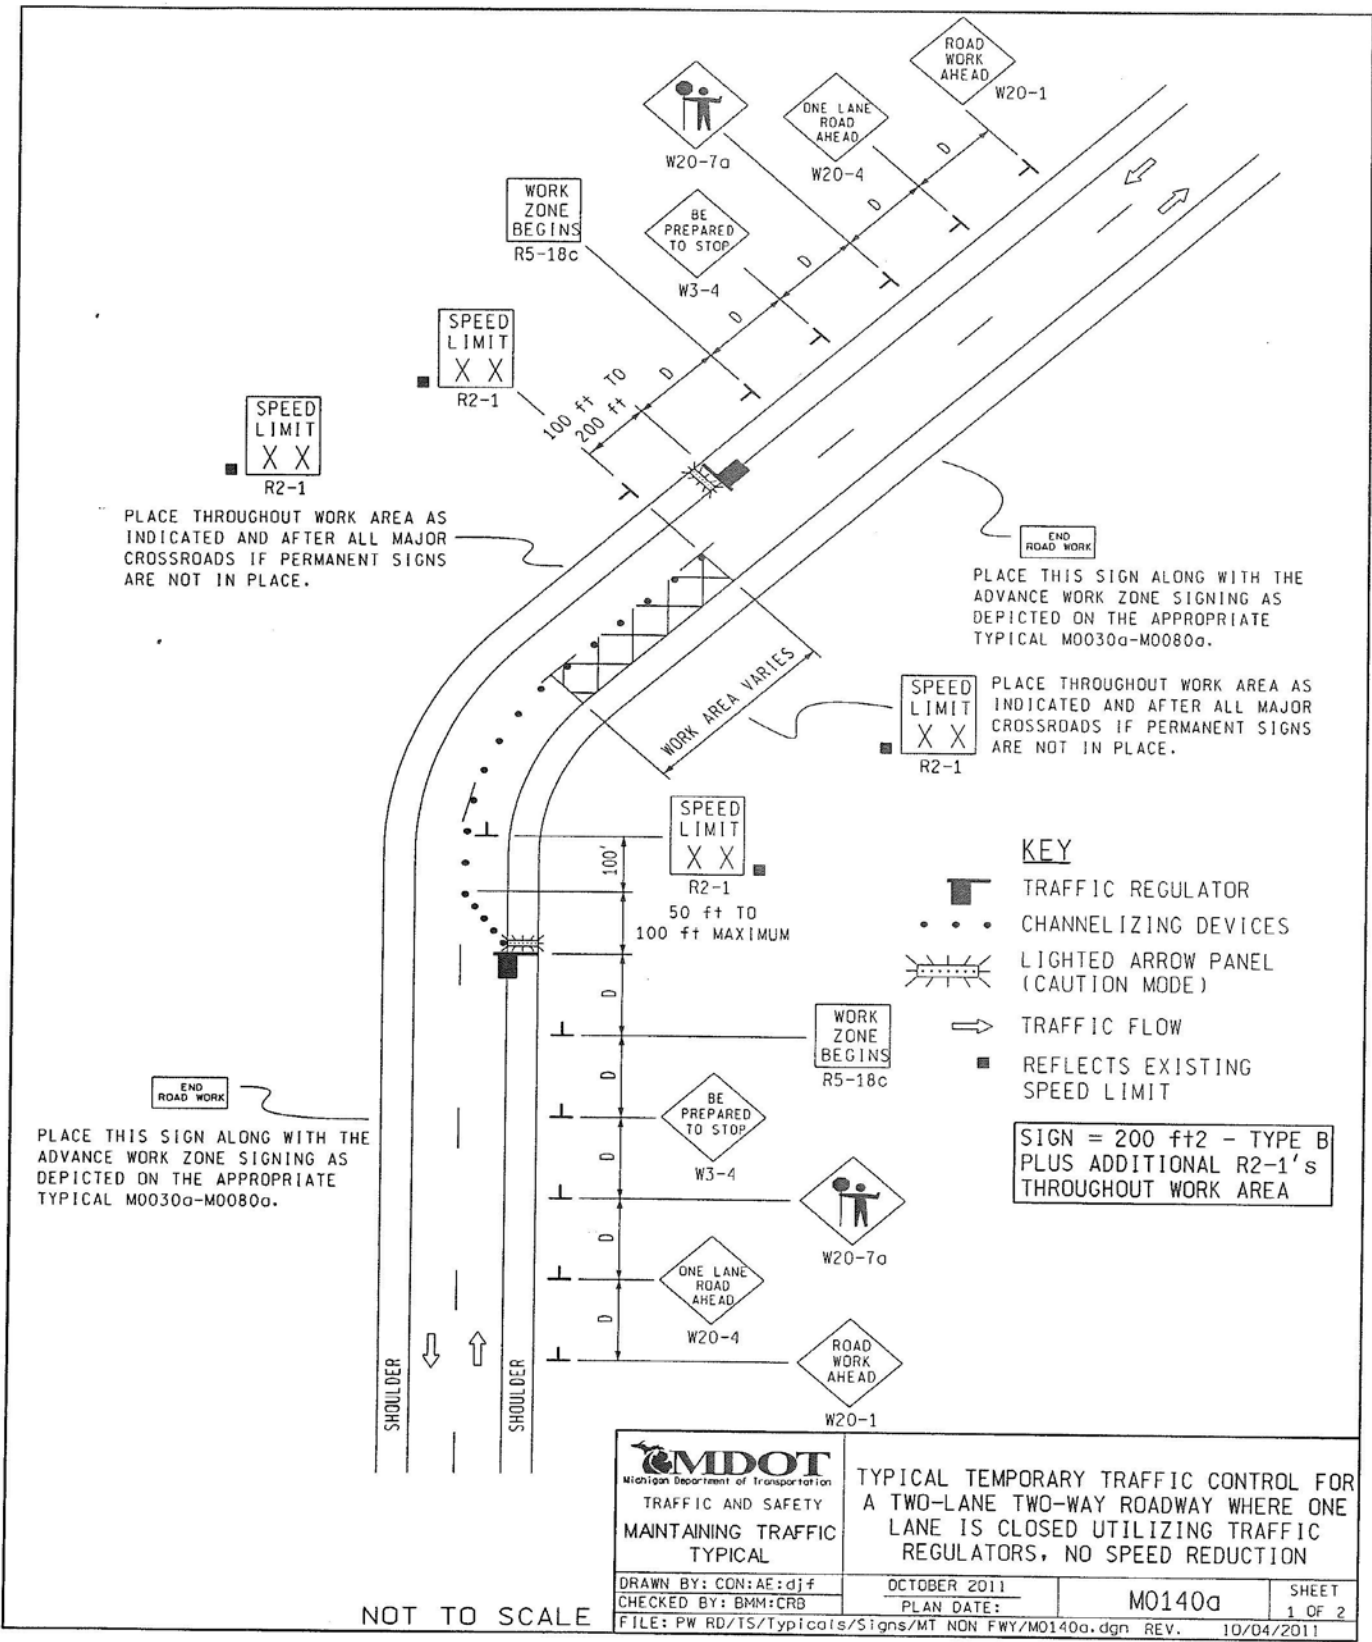 ROAD
WORK
AHEAD
W20-1
ONE LANE
ROAD
AHEAD
W20-4
W20-7a
D
D
D
D
D
WORK
ZONE
BEGINS
R5-18c
BE
PREPARED
TO STOP
W3-4
SPEED
LIMIT
X X
R2-1
100 ft TO
200 ft
SPEED
LIMIT
X X
R2-1
PLACE THROUGHOUT WORK AREA AS
INDICATED AND AFTER ALL MAJOR
CROSSROADS IF PERMANENT SIGNS
ARE NOT IN PLACE.
END
ROAD WORK
PLACE THIS SIGN ALONG WITH THE
ADVANCE WORK ZONE SIGNING AS
DEPICTED ON THE APPROPRIATE
TYPICAL M0030a-M0080a.
WORK AREA VARIES
SPEED
LIMIT
X X
R2-1
PLACE THROUGHOUT WORK AREA AS
INDICATED AND AFTER ALL MAJOR
CROSSROADS IF PERMANENT SIGNS
ARE NOT IN PLACE.
SPEED
LIMIT
X X
R2-1
100'
50 ft TO
100 ft MAXIMUM
KEY
TRAFFIC REGULATOR
CHANNELIZING DEVICES
LIGHTED ARROW PANEL
(CAUTION MODE)
TRAFFIC FLOW
REFLECTS EXISTING
SPEED LIMIT
SIGN = 200 ft2 - TYPE B
PLUS ADDITIONAL R2-1's
THROUGHOUT WORK AREA
D
D
D
D
D
WORK
ZONE
BEGINS
R5-18c
BE
PREPARED
TO STOP
W3-4
W20-7a
ONE LANE
ROAD
AHEAD
W20-4
ROAD
WORK
AHEAD
W20-1
END
ROAD WORK
PLACE THIS SIGN ALONG WITH THE
ADVANCE WORK ZONE SIGNING AS
DEPICTED ON THE APPROPRIATE
TYPICAL M0030a-M0080a.
SHOULDER
SHOULDER
NOT TO SCALE
MDOT
Michigan Department of Transportation
TRAFFIC AND SAFETY
MAINTAINING TRAFFIC
TYPICAL
TYPICAL TEMPORARY TRAFFIC CONTROL FOR
A TWO-LANE TWO-WAY ROADWAY WHERE ONE
LANE IS CLOSED UTILIZING TRAFFIC
REGULATORS, NO SPEED REDUCTION
DRAWN BY: CON:AE:djf
CHECKED BY: BMM:CRB
OCTOBER 2011
PLAN DATE:
M0140a
SHEET
1 OF 2
FILE: PW RD/TS/Typicals/Signs/MT NON FWY/M0140a.dgn REV. 10/04/2011